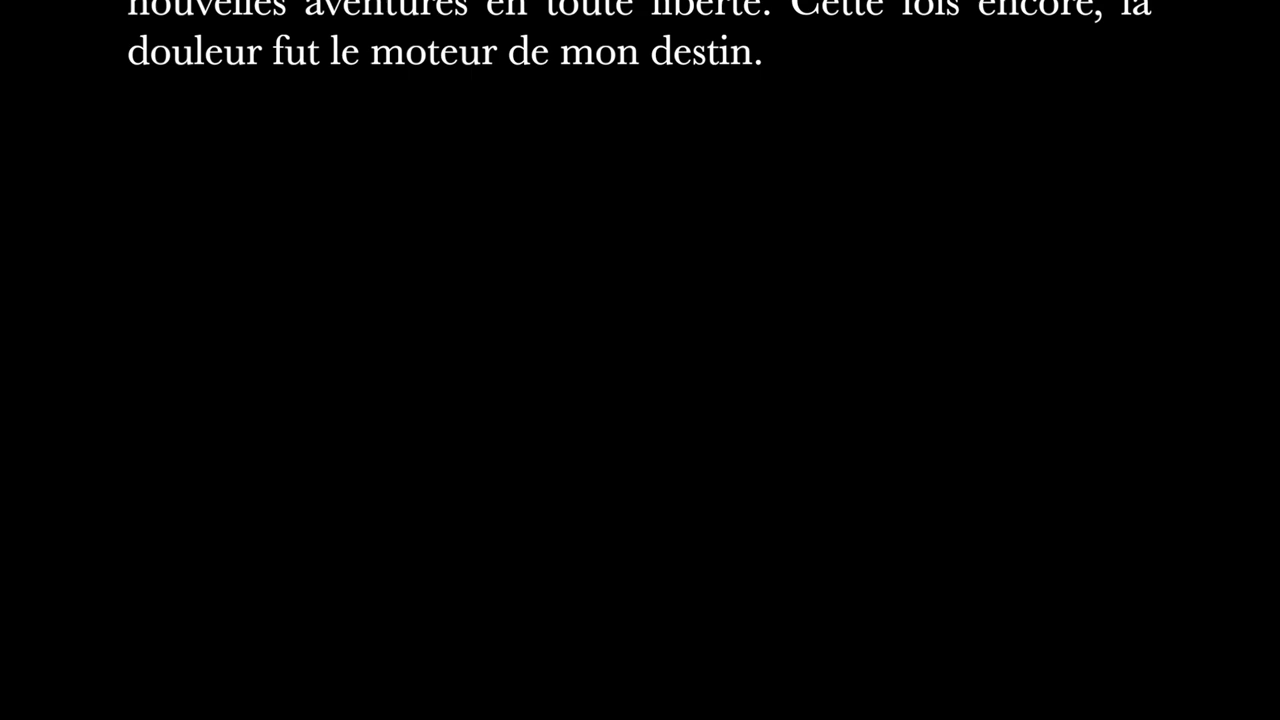 nouvelles aventures en toute liberté. Cette fois encore, la
douleur fut le moteur de mon destin.